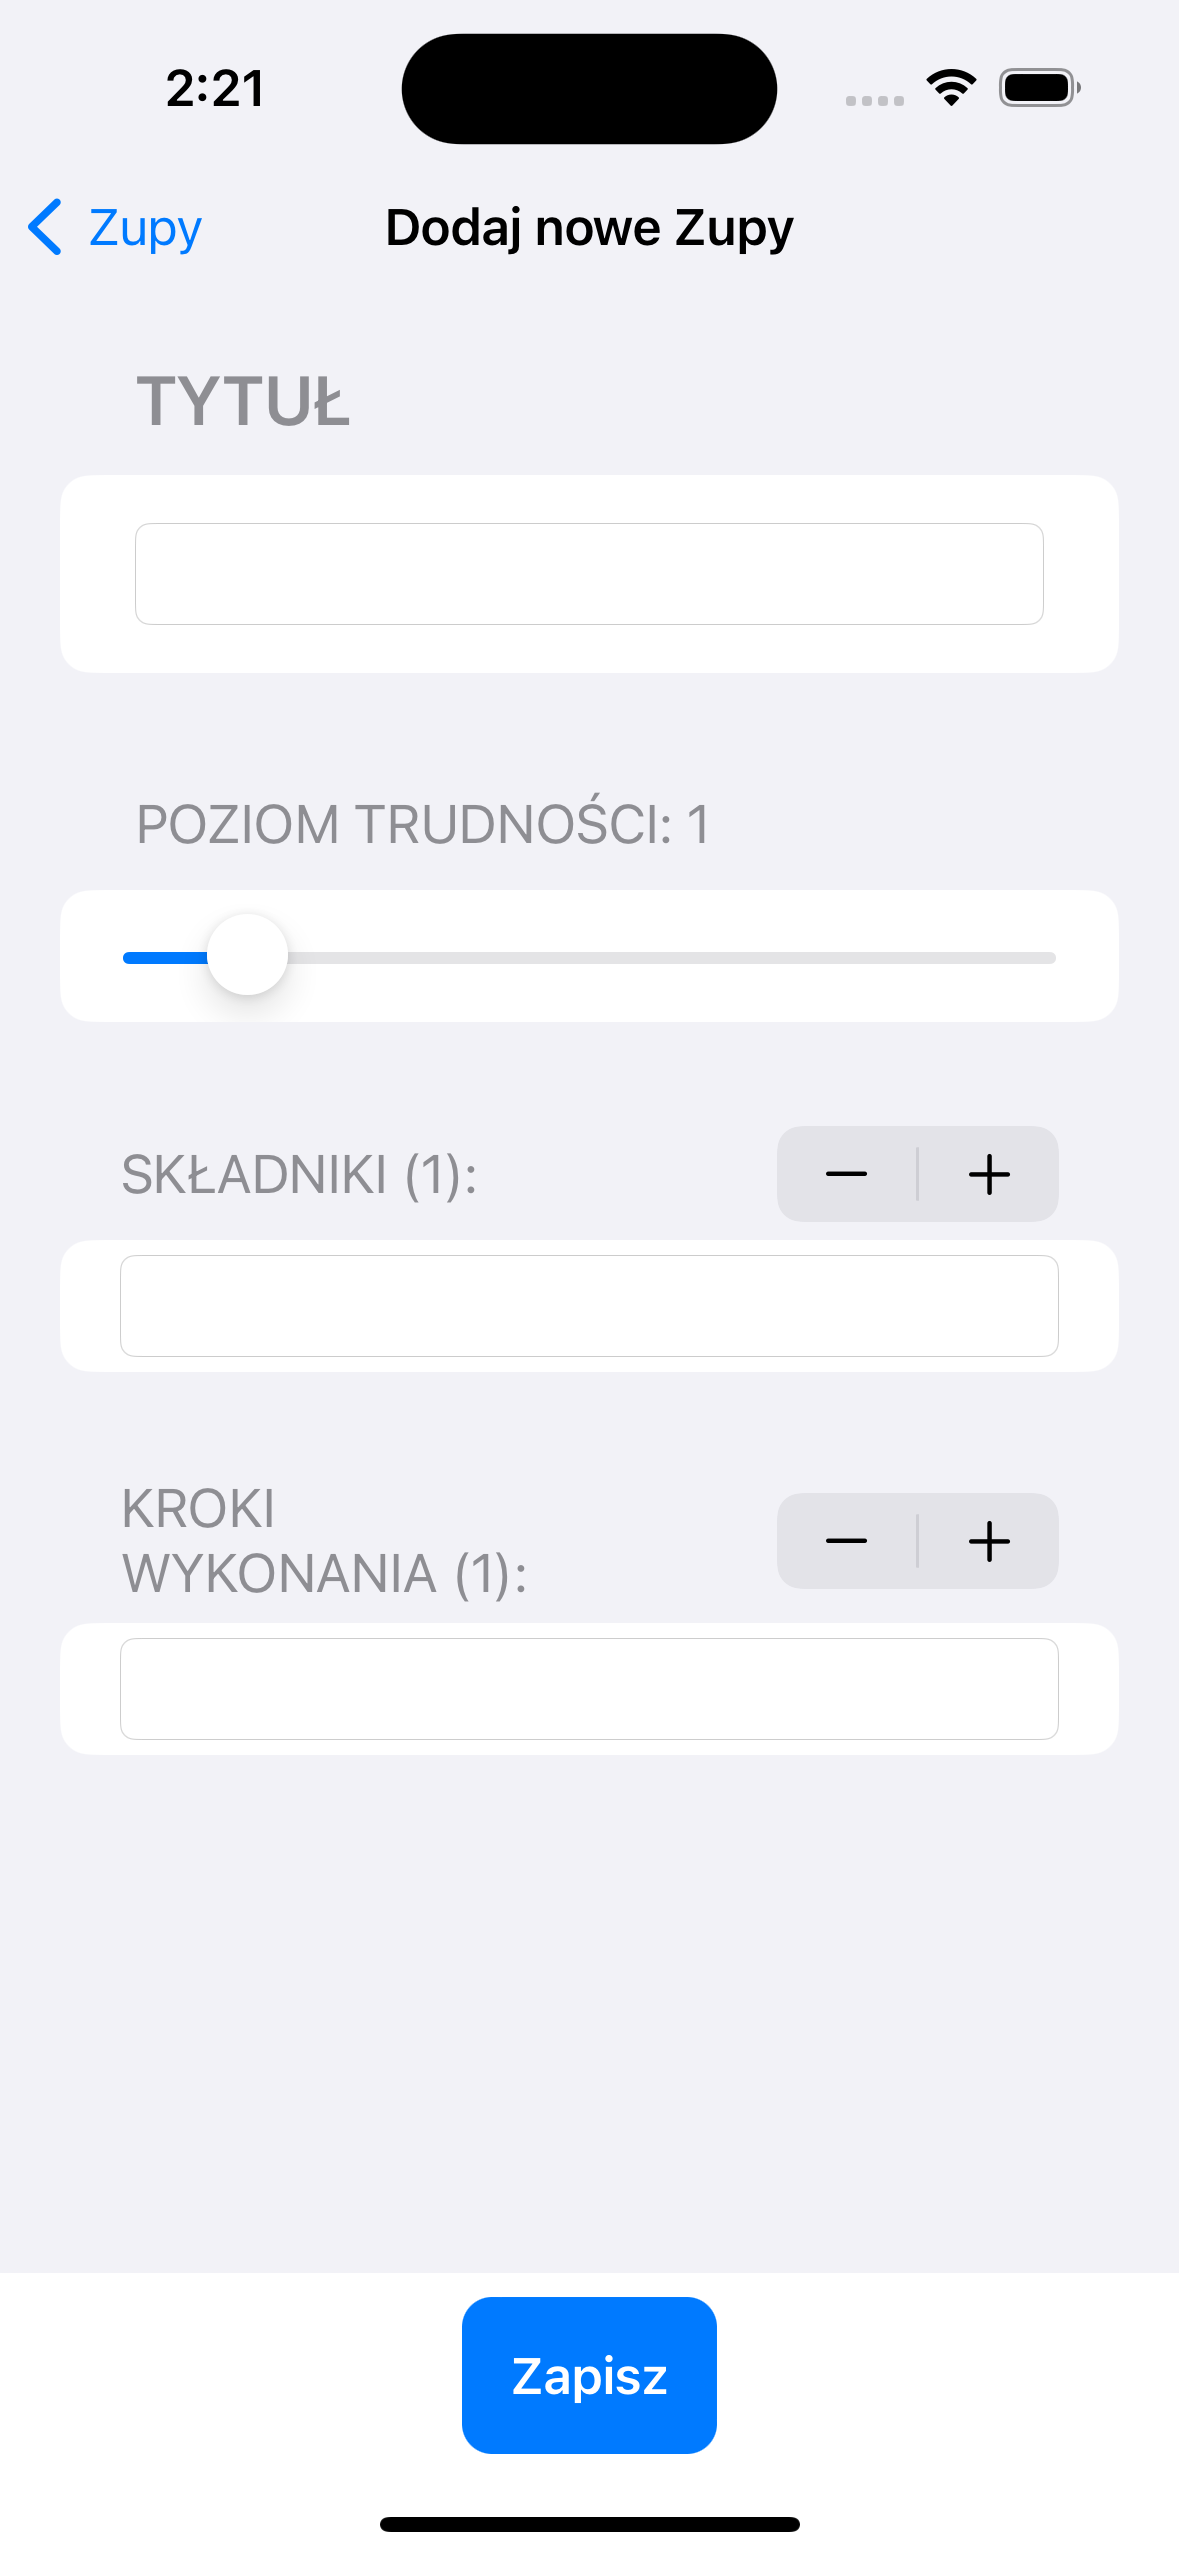 2:21
Zupy
Dodaj nowe Zupy
TYTUŁ
POZIOM TRUDNOŚCI: 1
SKŁADNIKI (1):
KROKI
WYKONANIA (1):
Zapisz